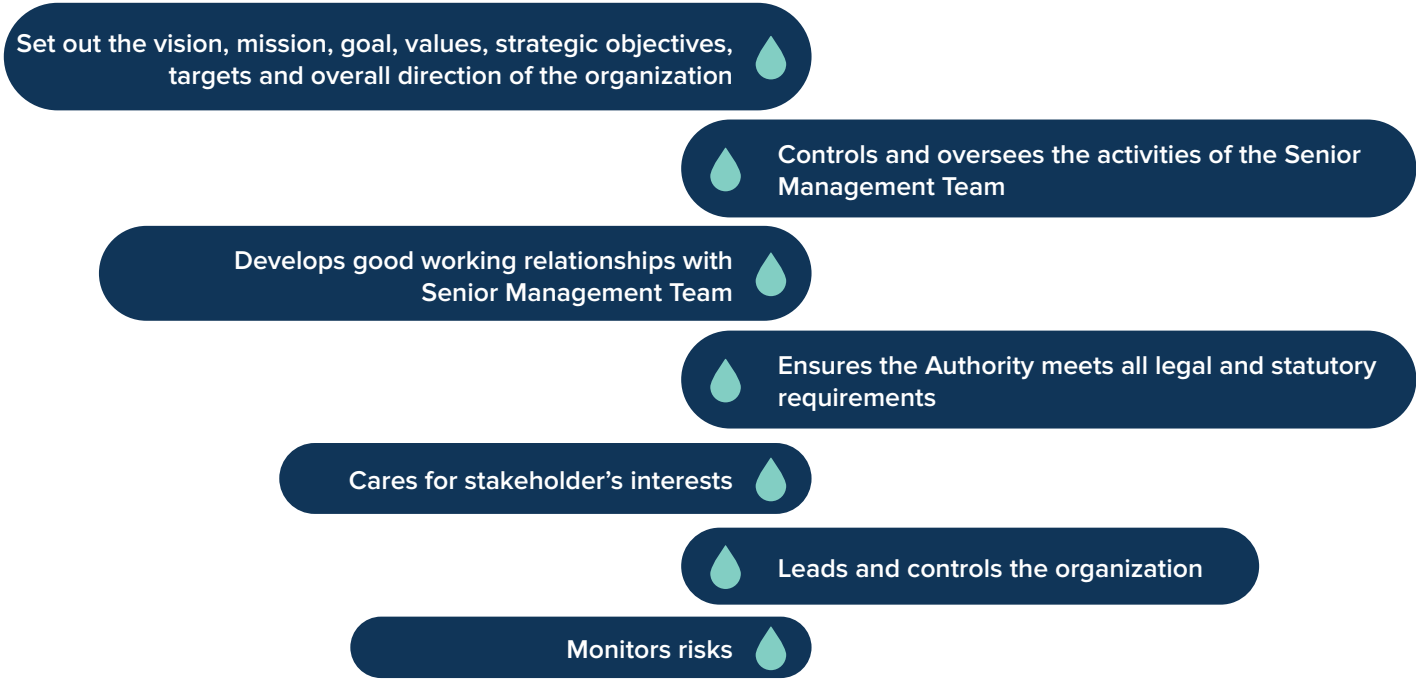 Set out the vision, mission, goal, values, strategic objectives,
targets and overall direction of the organization
Controls and oversees the activities of the Senior
Management Team
Develops good working relationships with
Senior Management Team
Ensures the Authority meets all legal and statutory
requirements
Cares for stakeholder’s interests
Leads and controls the organization
Monitors risks